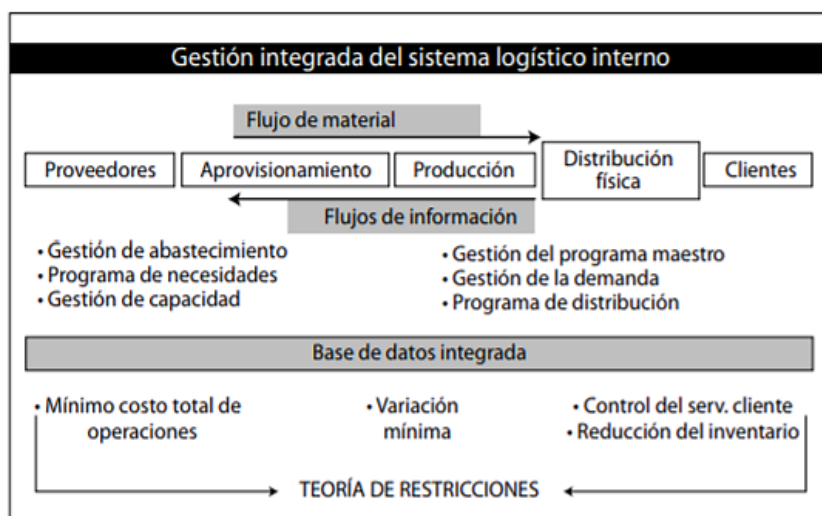 Gestión integrada del sistema logístico interno
Flujo de material
Proveedores
Aprovisionamiento
Producción
Distribución
física
Clientes
Flujos de información
• Gestión de abastecimiento
• Programa de necesidades
• Gestión de capacidad
• Gestión del programa maestro
• Gestión de la demanda
• Programa de distribución
Base de datos integrada
• Mínimo costo total de
operaciones
• Variación
mínima
• Control del serv. cliente
• Reducción del inventario
TEORÍA DE RESTRICCIONES